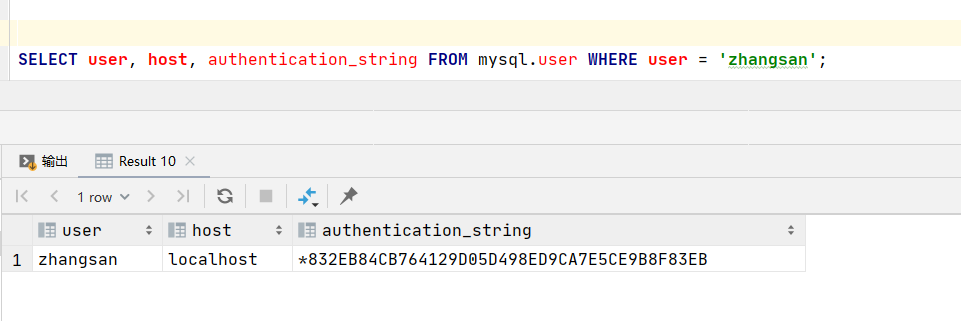 SELECT user, host, authentication_string FROM mysql.user WHERE user = 'zhangsan';
输出 Result 10
1 row
user host authentication_string
1 zhangsan localhost *832EB84CB764129D05D498ED9CA7E5CE9B8F83EB